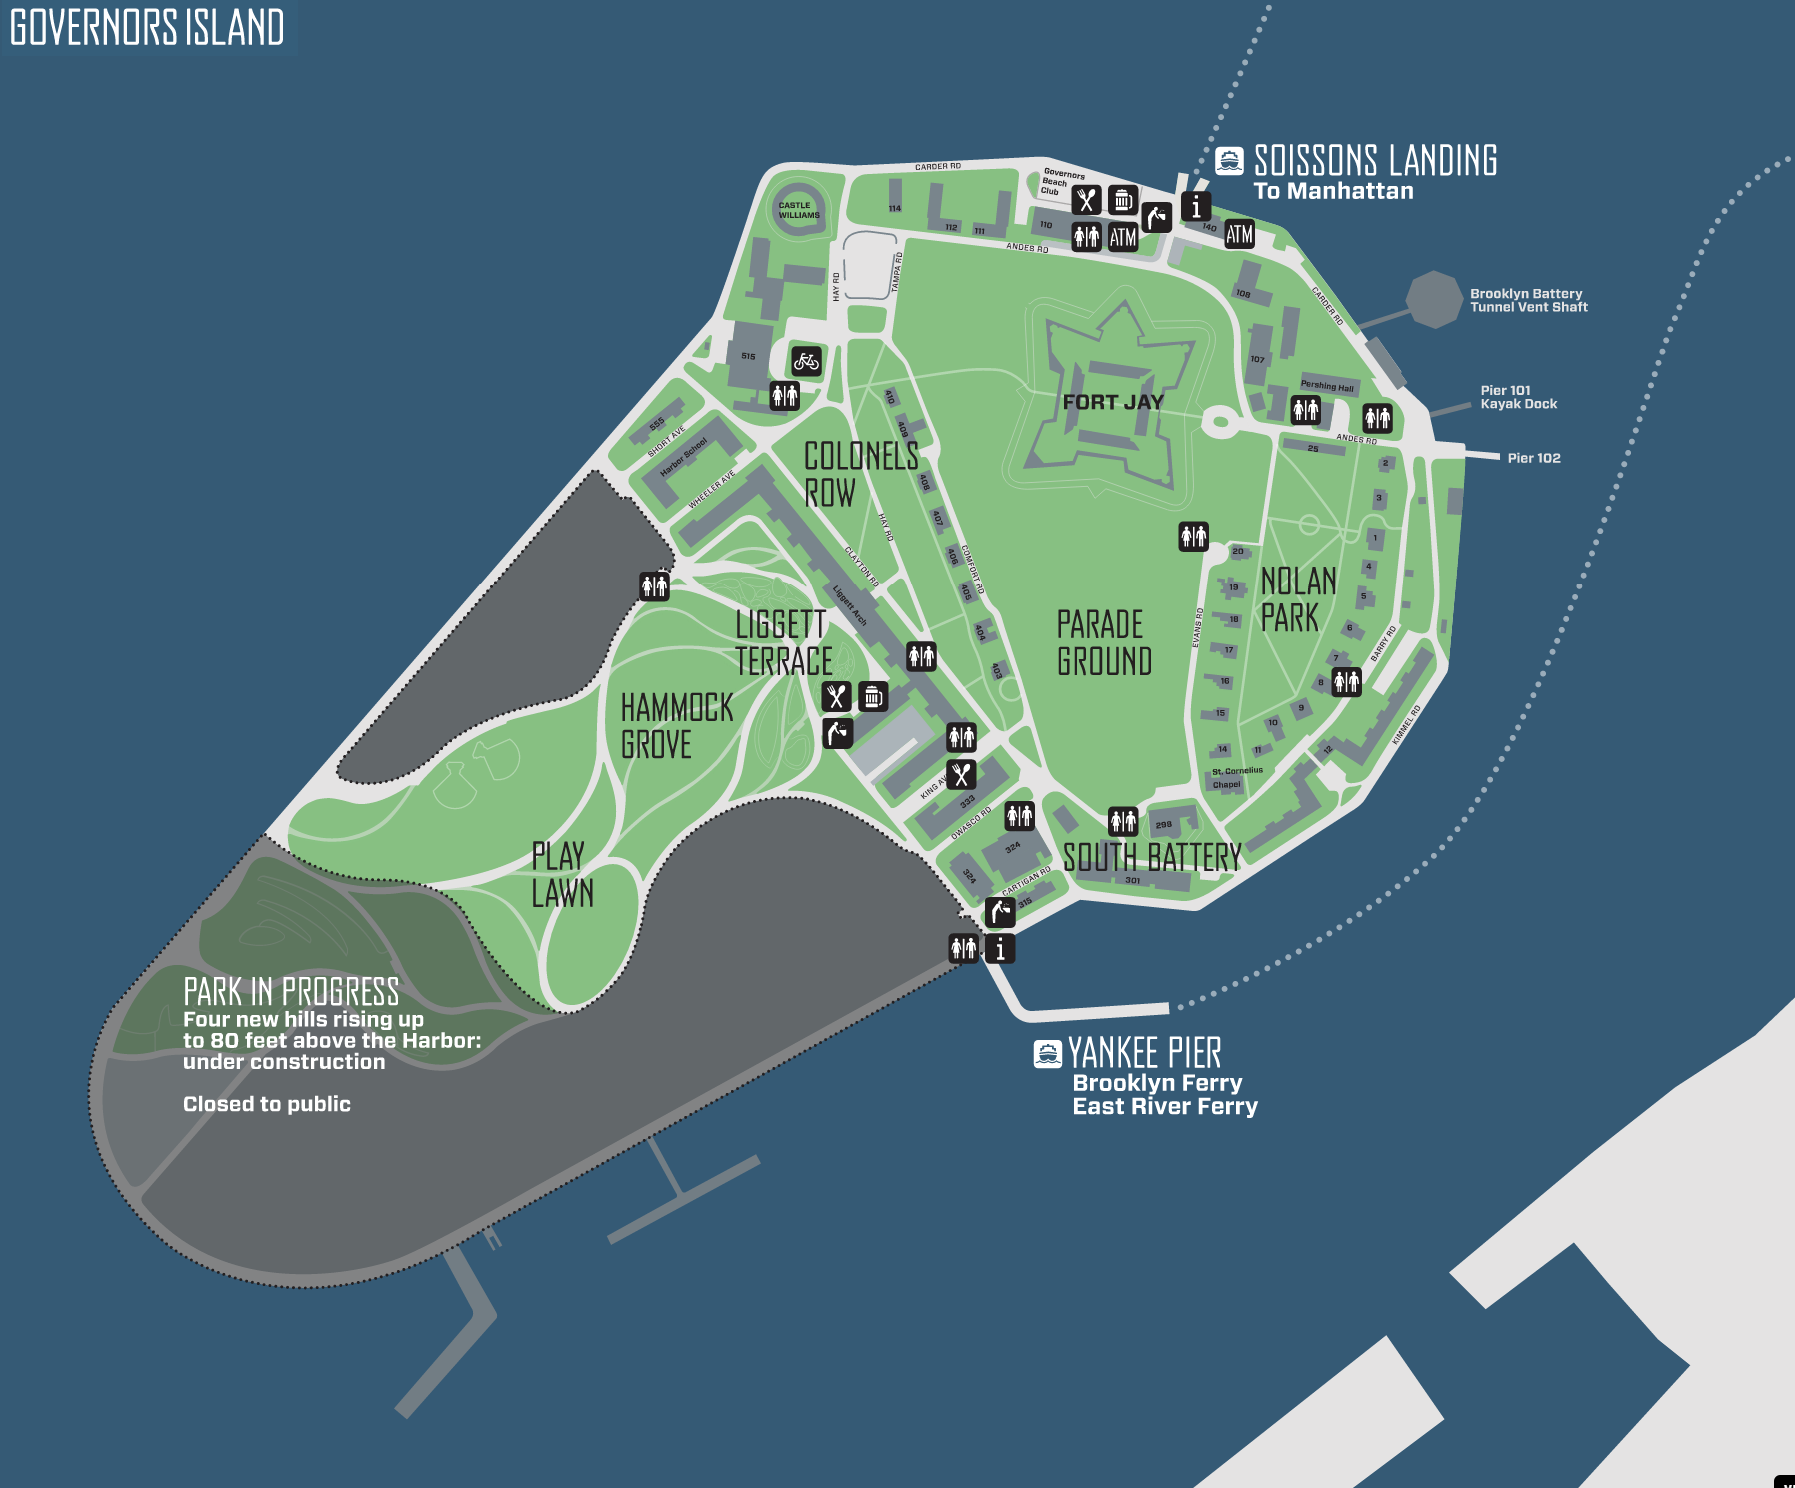 GOVERNORS ISLAND
SOISSONS LANDING
To Manhattan
CARDER RD
Governors
Beach
Club
CASTLE
WILLIAMS
114
112
111
110
ATM
i
140
ATM
ANDES RD
HAY RD
TAMPA RD
108
CARDER RD
Brooklyn Battery
Tunnel Vent Shaft
515
107
Pershing Hall
Pier 101
Kayak Dock
FORT JAY
410
409
555
SHORT AVE
Harbor School
WHEELER AVE
COLONELS
ROW
ANDES RD
25
2
Pier 102
408
407
406
405
404
403
3
1
4
5
6
7
8
9
10
11
12
HAY RD
CLAYTON RD
COMFORT RD
Liggett Arch
20
19
18
17
16
15
14
EVANS RD
NOLAN
PARK
BARRY RD
KIMMEL RD
LIGGETT
TERRACE
PARADE
GROUND
HAMMOCK
GROVE
St. Cornelius
Chapel
KING AVE
333
OWASCO RD
298
324
324
SOUTH BATTERY
301
CARTIGAN RD
315
i
PLAY
LAWN
PARK IN PROGRESS
Four new hills rising up
to 80 feet above the Harbor:
under construction
Closed to public
YANKEE PIER
Brooklyn Ferry
East River Ferry